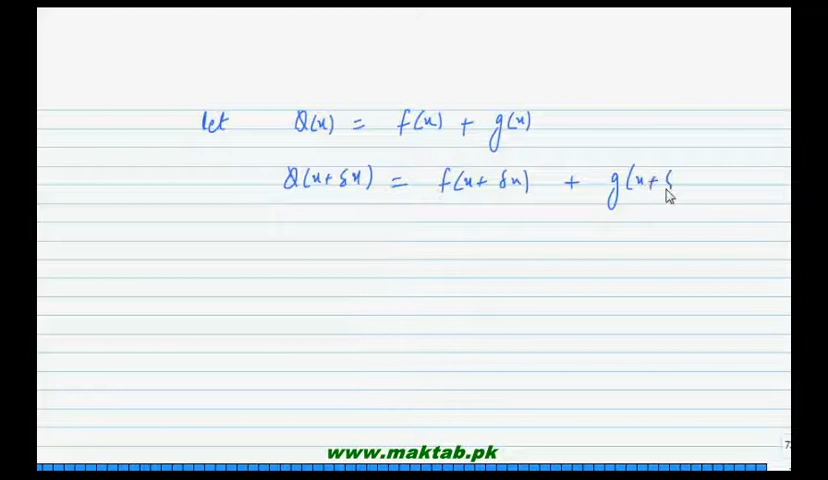 let Q(x) = f(x) + g(x)
Q(x+δx) = f(x+δx) + g(x+δ
www.maktab.pk